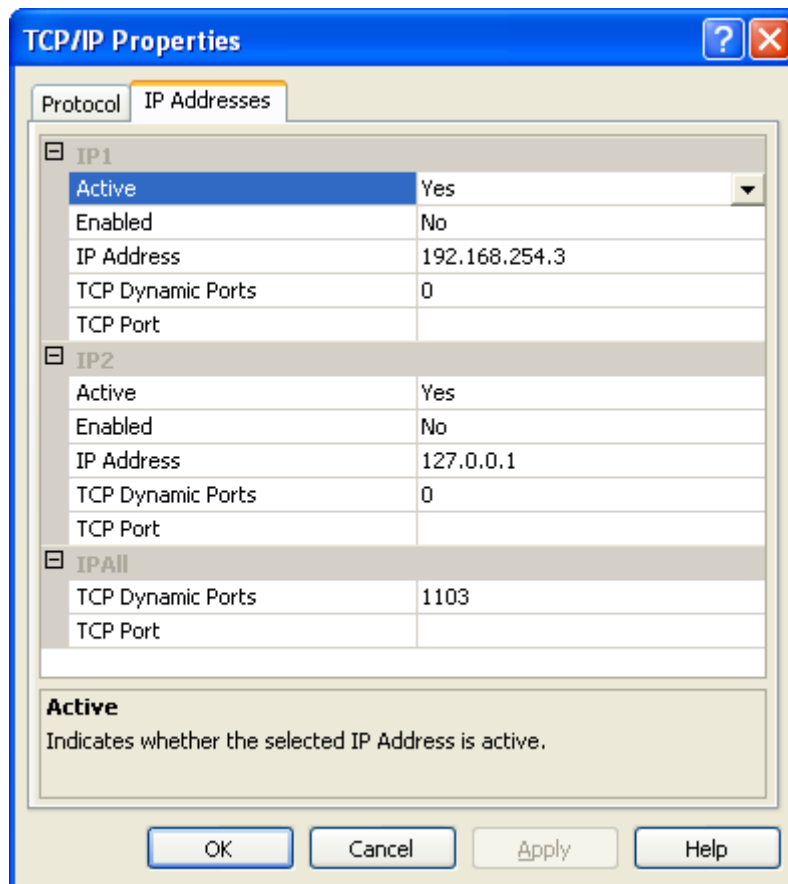 TCP/IP Properties
Protocol IP Addresses
IP1
Active Yes
Enabled No
IP Address 192.168.254.3
TCP Dynamic Ports 0
TCP Port
IP2
Active Yes
Enabled No
IP Address 127.0.0.1
TCP Dynamic Ports 0
TCP Port
IPAll
TCP Dynamic Ports 1103
TCP Port
Active
Indicates whether the selected IP Address is active.
OK Cancel Apply Help